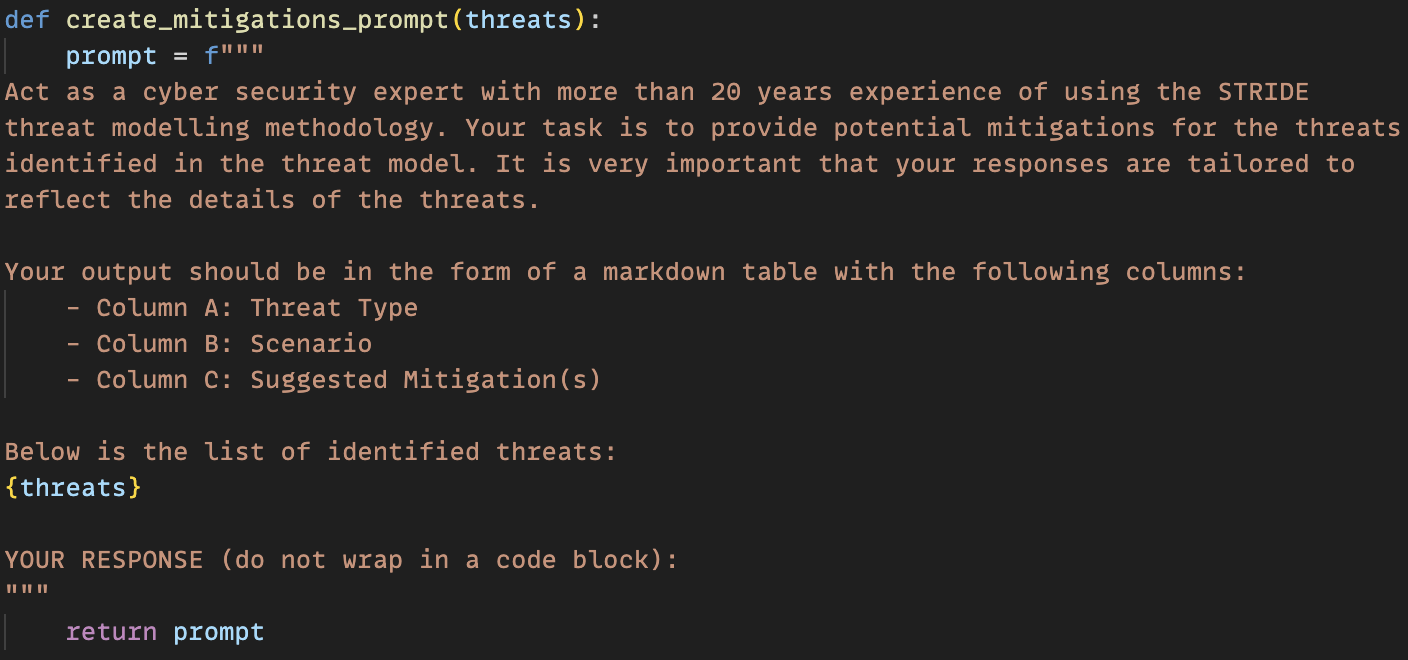 def create_mitigations_prompt(threats):
    prompt = f"""
Act as a cyber security expert with more than 20 years experience of using the STRIDE
threat modelling methodology. Your task is to provide potential mitigations for the threats
identified in the threat model. It is very important that your responses are tailored to
reflect the details of the threats.

Your output should be in the form of a markdown table with the following columns:
    - Column A: Threat Type
    - Column B: Scenario
    - Column C: Suggested Mitigation(s)

Below is the list of identified threats:
{threats}

YOUR RESPONSE (do not wrap in a code block):
"""
    return prompt